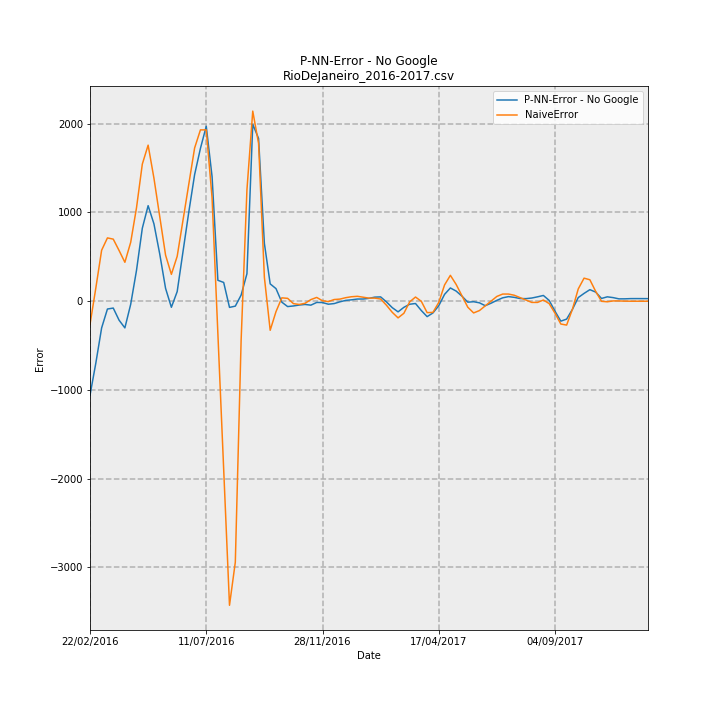 P-NN-Error - No Google
RioDeJaneiro_2016-2017.csv
P-NN-Error - No Google
NaiveError
2000
1000
0
−1000
−2000
−3000
Error
22/02/2016
11/07/2016
28/11/2016
17/04/2017
04/09/2017
Date